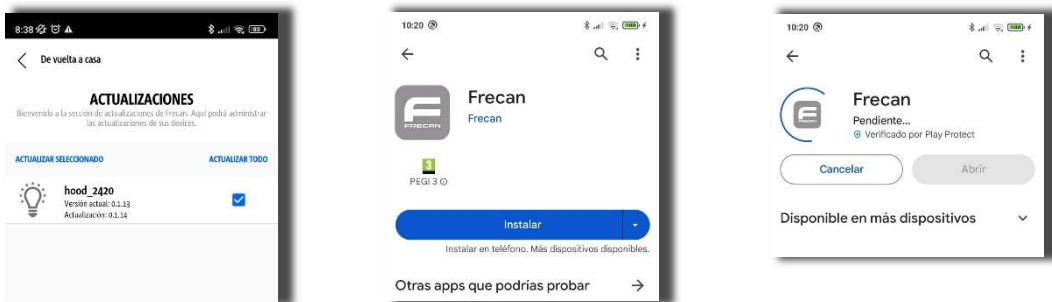 8:38
De vuelta a casa
ACTUALIZACIONES
Bienvenido a la sección de actualizaciones de Frecan. Aquí podrá administrar
las actualizaciones de sus devices.
ACTUALIZAR SELECCIONADO ACTUALIZAR TODO
hood_2420
Versión actual: 0.1.13
Actualización: 0.1.14
10:20
FRECAN
Frecan
Frecan
3
PEGI 3
Instalar
Instalar en teléfono. Más dispositivos disponibles.
Otras apps que podrías probar
10:20
FRECAN
Frecan
Pendiente...
Verificado por Play Protect
Cancelar Abrir
Disponible en más dispositivos